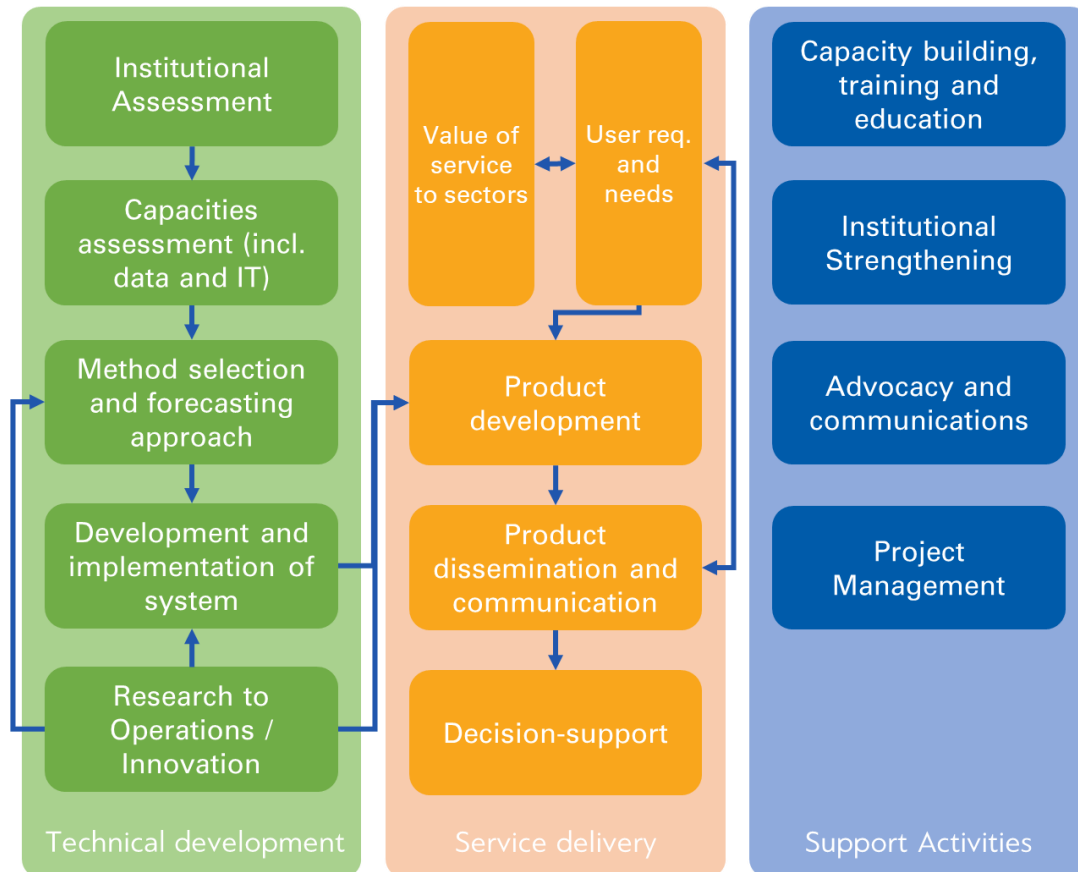 Institutional
Assessment
Capacities
assessment (incl.
data and IT)
Method selection
and forecasting
approach
Development and
implementation of
system
Research to
Operations /
Innovation
Technical development
Value of
service
to sectors
User req.
and
needs
Product
development
Product
dissemination and
communication
Decision-support
Service delivery
Capacity building,
training and
education
Institutional
Strengthening
Advocacy and
communications
Project
Management
Support Activities